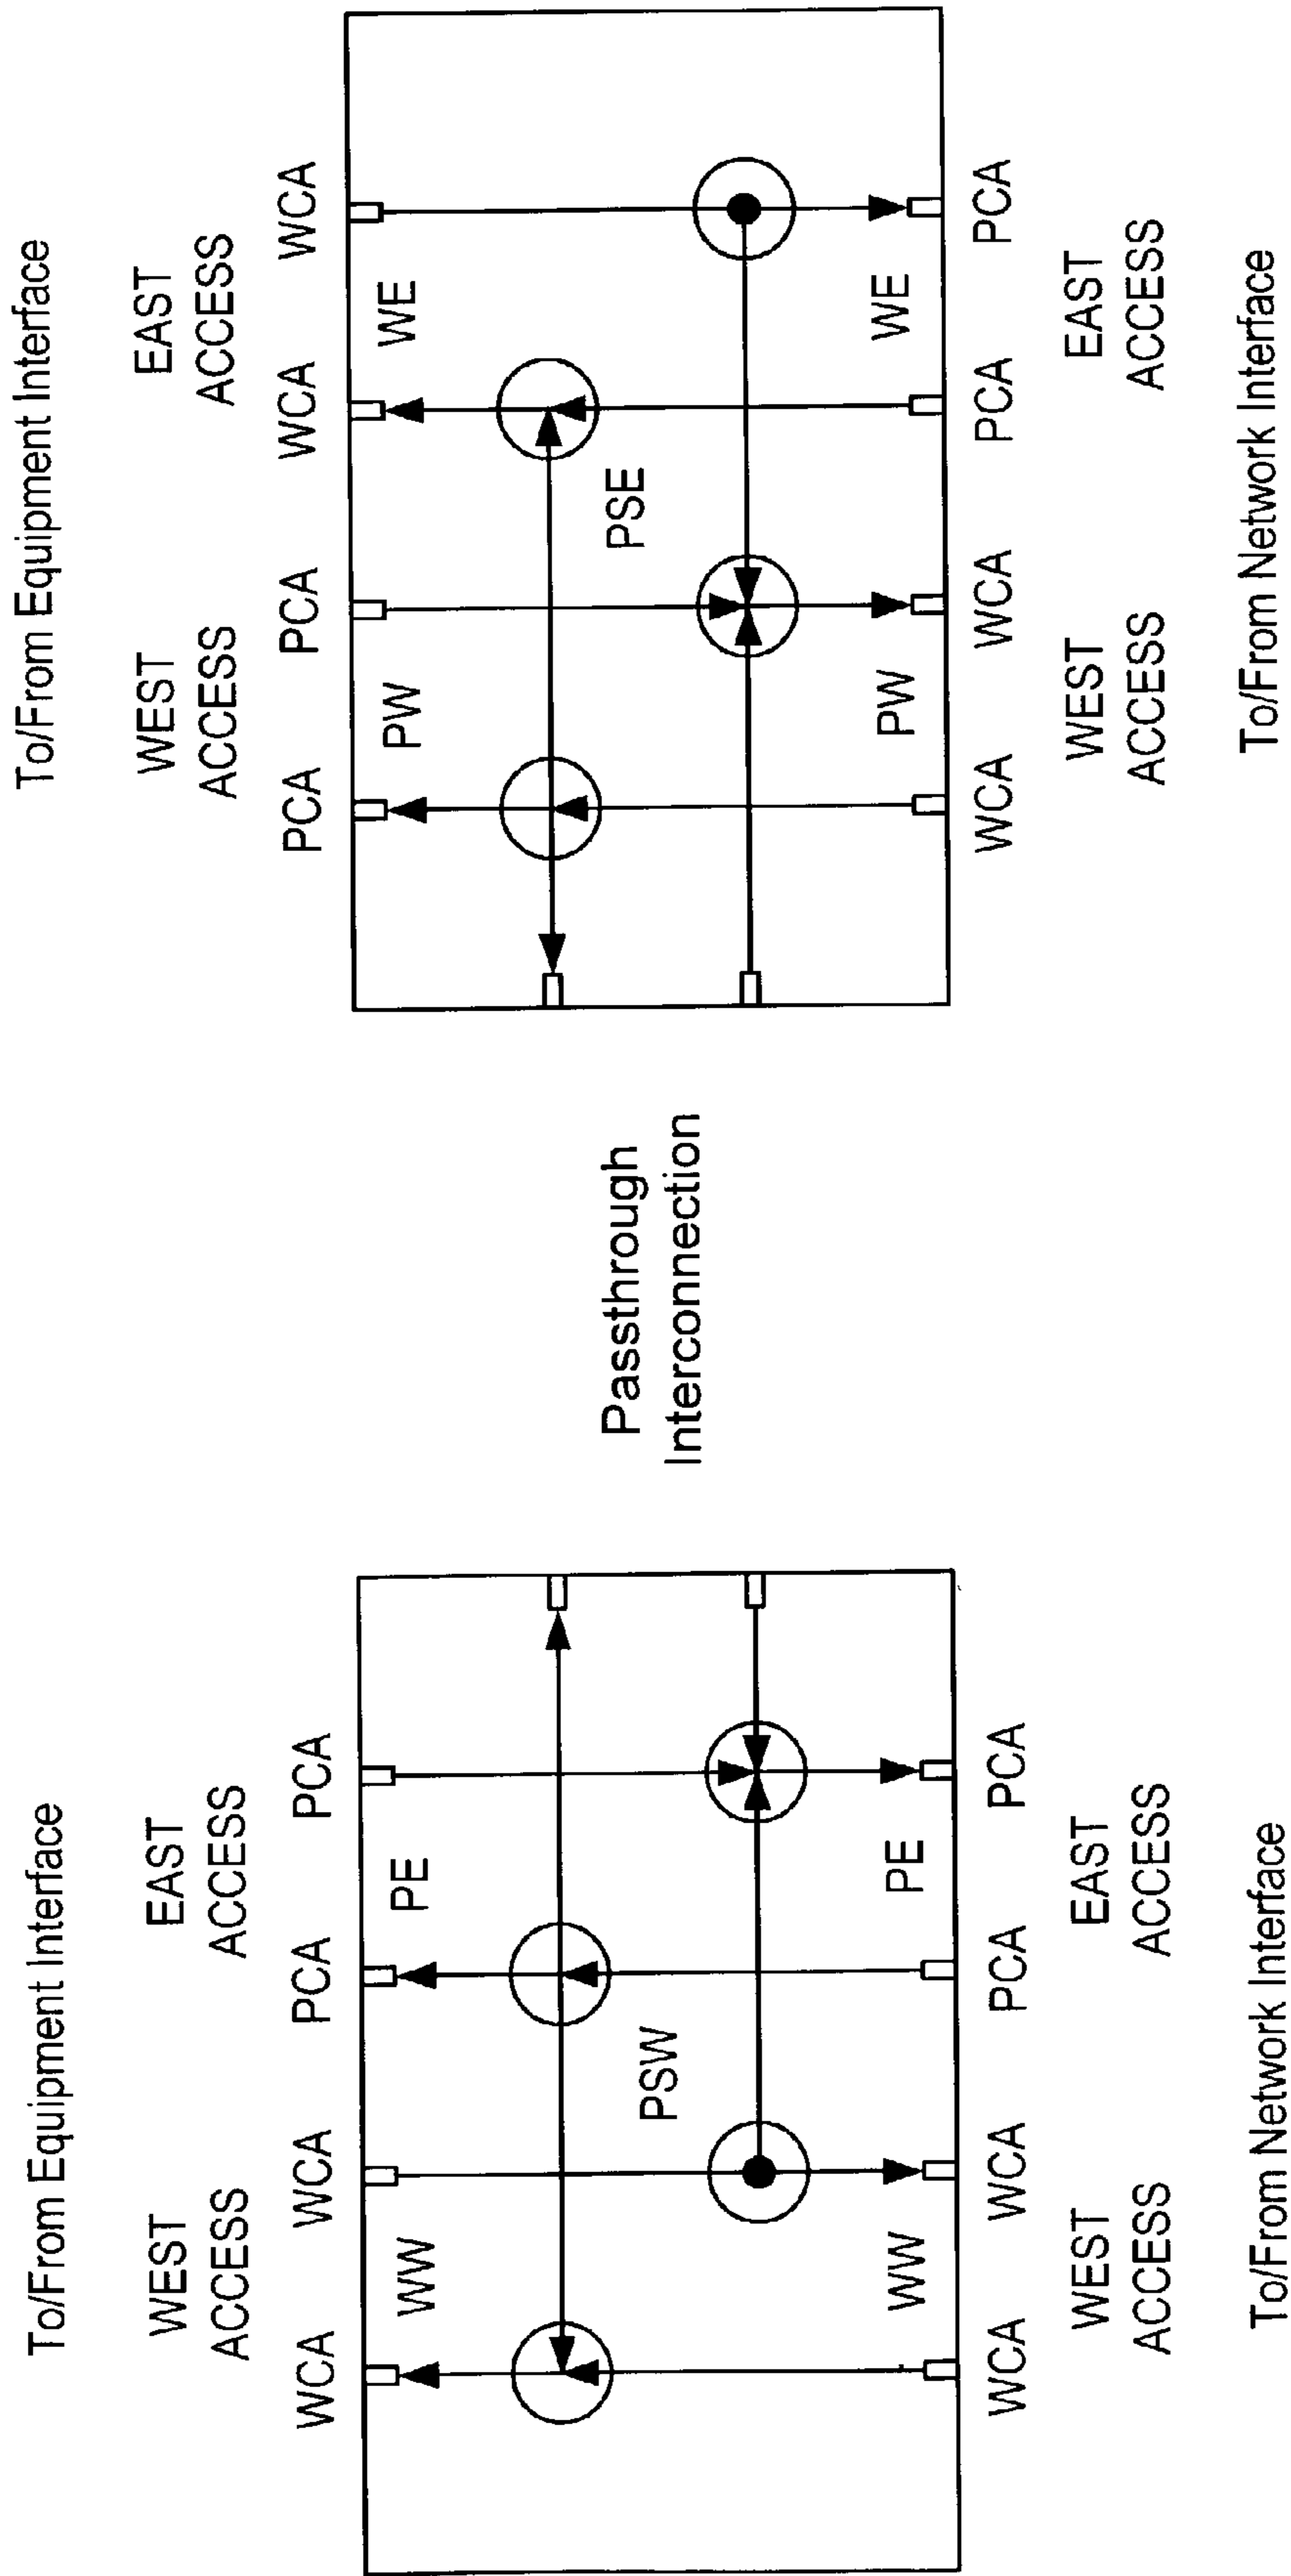 To/From Equipment Interface
WEST
ACCESS
EAST
ACCESS
WCA WCA PCA PCA
WW PE
PSW
WW PE
WCA WCA PCA PCA
WEST
ACCESS
EAST
ACCESS
To/From Network Interface
Passthrough
Interconnection
To/From Equipment Interface
WEST
ACCESS
EAST
ACCESS
PCA PCA WCA WCA
PW WE
PSE
PW WE
WCA WCA PCA PCA
WEST
ACCESS
EAST
ACCESS
To/From Network Interface